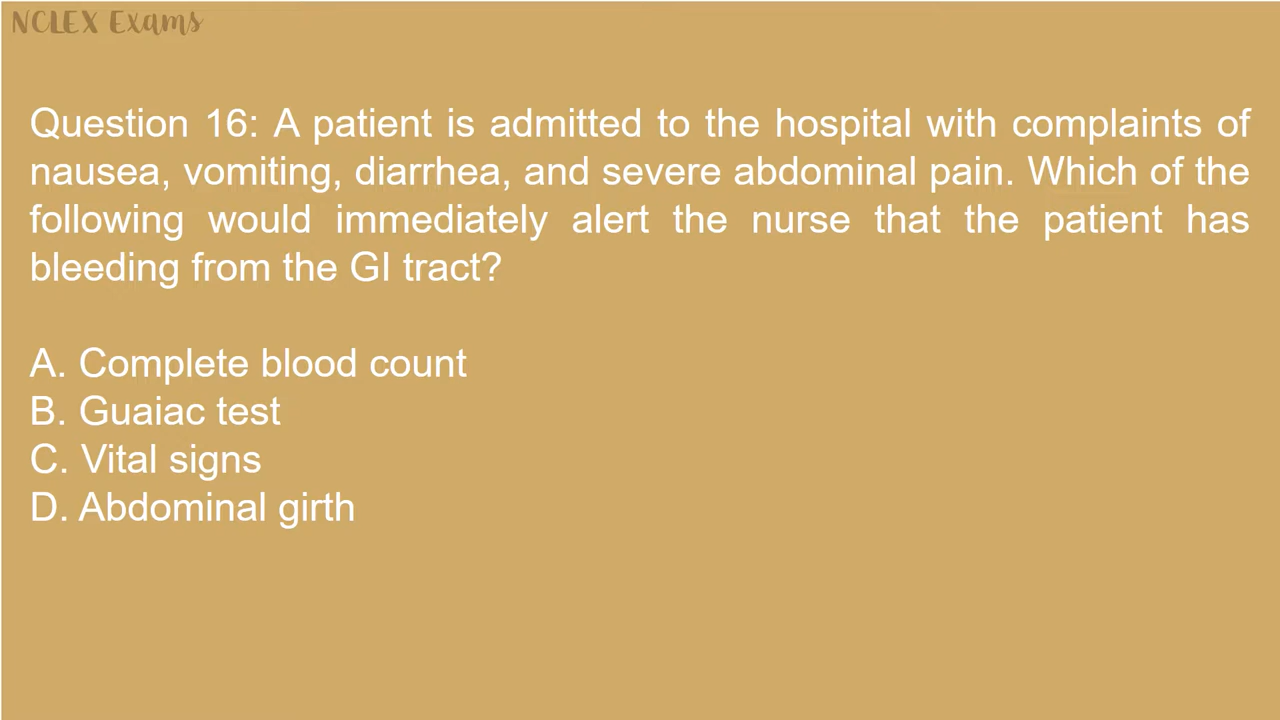 NCLEX Exams
Question 16: A patient is admitted to the hospital with complaints of
nausea, vomiting, diarrhea, and severe abdominal pain. Which of the
following would immediately alert the nurse that the patient has
bleeding from the GI tract?
A. Complete blood count
B. Guaiac test
C. Vital signs
D. Abdominal girth